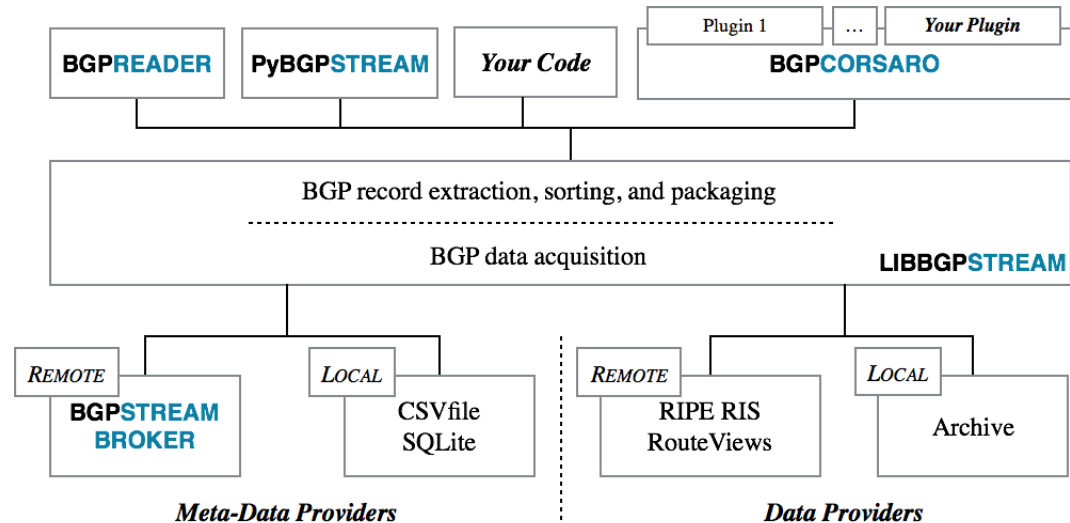 Plugin 1
...
Your Plugin
BGPREADER
PyBGPSTREAM
Your Code
BGPCORSARO
BGP record extraction, sorting, and packaging
BGP data acquisition
LIBBGPSTREAM
REMOTE
BGPSTREAM
BROKER
LOCAL
CSVfile
SQLite
REMOTE
RIPE RIS
RouteViews
LOCAL
Archive
Meta-Data Providers
Data Providers